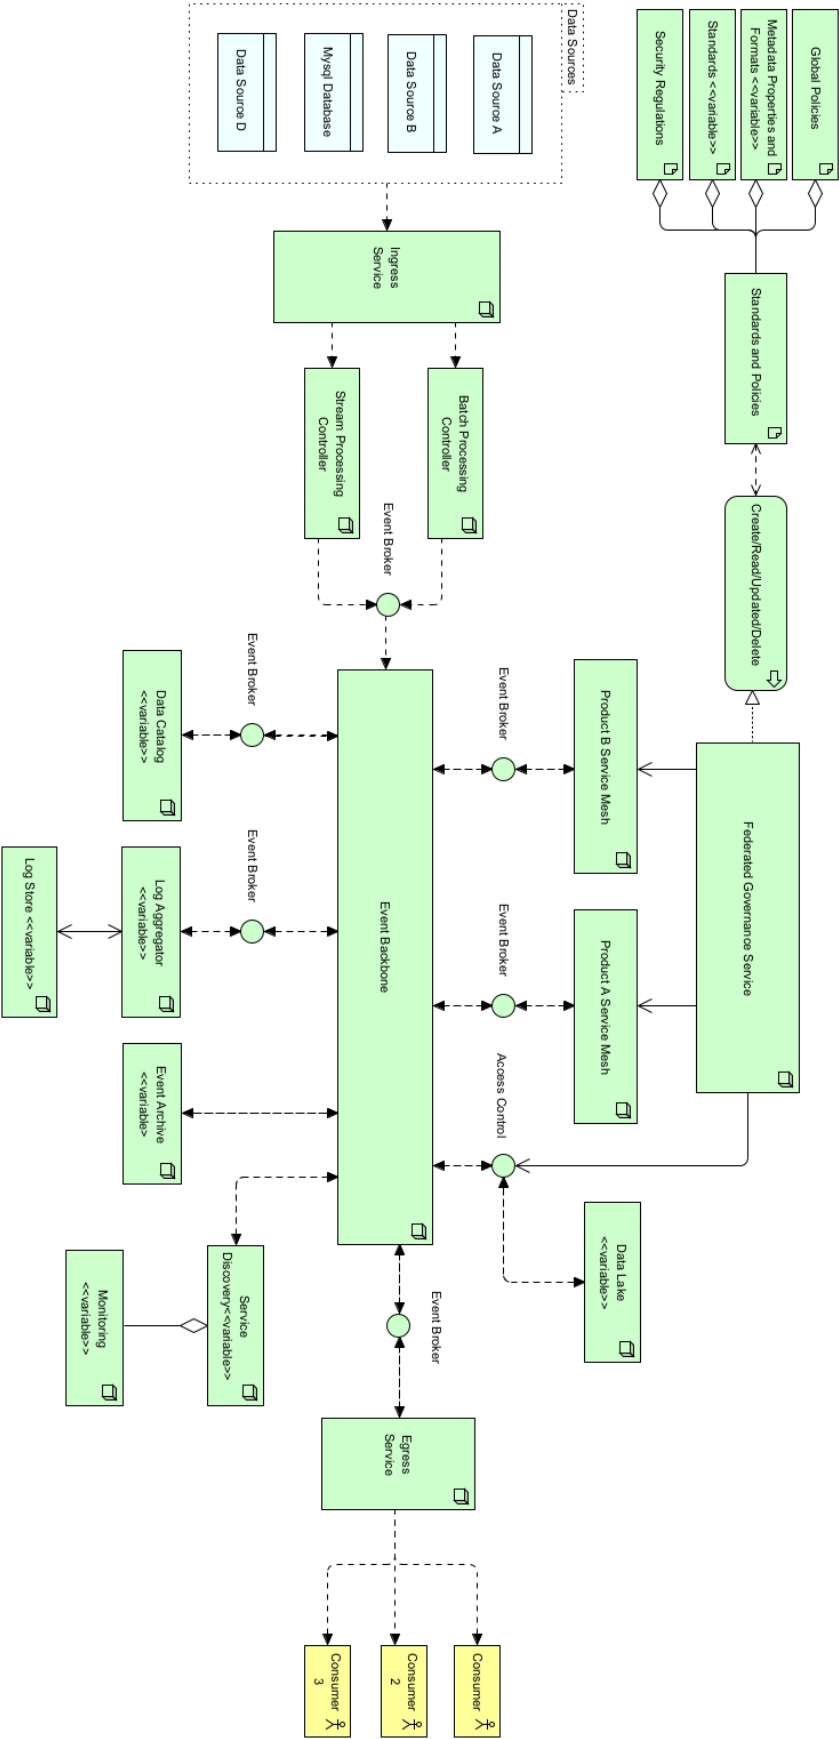 Global Policies
Metadata Properties and
Formats <<variable>>
Standards <<variable>>
Security Regulations
Standards and Policies
Create/Read/Updated/Delete
Federated Governance Service
Data Sources
Data Source A
Data Source B
Mysql Database
Data Source D
Ingress
Service
Batch Processing
Controller
Stream Processing
Controller
Event Broker
Product B Service Mesh
Event Broker
Product A Service Mesh
Event Broker
Access Control
Data Lake
<<variable>>
Event Backbone
Event Broker
Data Catalog
<<variable>>
Event Broker
Log Aggregator
<<variable>>
Log Store <<variable>>
Event Archive
<<variable>
Service
Discovery<<variable>>
Monitoring
<<variable>>
Event Broker
Egress
Service
Consumer
Consumer
2
Consumer
3